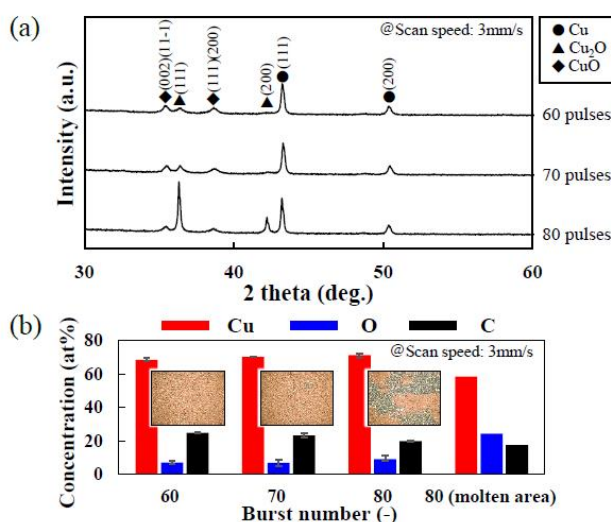 (a)
@Scan speed: 3mm/s
● Cu
▲ Cu₂O
◆ CuO
(002)(11-1)
(111)
(111)(200)
(200)
(111)
(200)
60 pulses
70 pulses
80 pulses
Intensity (a.u.)
30 40 50 60
2 theta (deg.)
(b)
Cu O C
@Scan speed: 3mm/s
Concentration (at%)
80
60
40
20
0
60 70 80 80 (molten area)
Burst number (-)